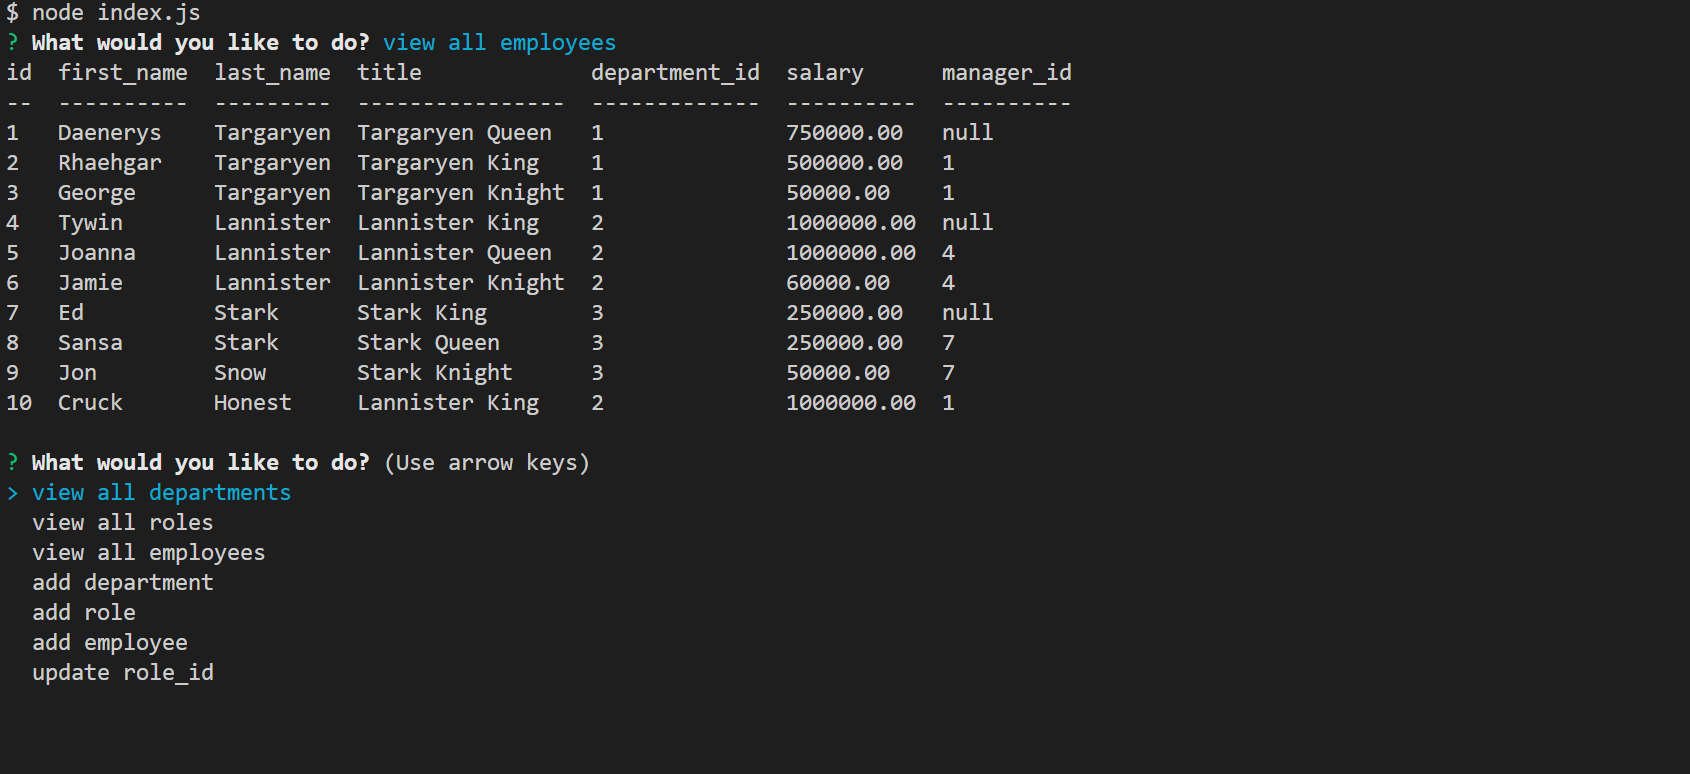 $ node index.js
? What would you like to do? view all employees
id  first_name  last_name  title             department_id  salary      manager_id
--  ----------  ---------  ----------------  -------------  ----------  ----------
1   Daenerys    Targaryen  Targaryen Queen   1              750000.00   null
2   Rhaehgar    Targaryen  Targaryen King    1              500000.00   1
3   George      Targaryen  Targaryen Knight  1              50000.00    1
4   Tywin       Lannister  Lannister King    2              1000000.00  null
5   Joanna      Lannister  Lannister Queen   2              1000000.00  4
6   Jamie       Lannister  Lannister Knight  2              60000.00    4
7   Ed          Stark      Stark King        3              250000.00   null
8   Sansa       Stark      Stark Queen       3              250000.00   7
9   Jon         Snow       Stark Knight      3              50000.00    7
10  Cruck       Honest     Lannister King    2              1000000.00  1
? What would you like to do? (Use arrow keys)
> view all departments
  view all roles
  view all employees
  add department
  add role
  add employee
  update role_id